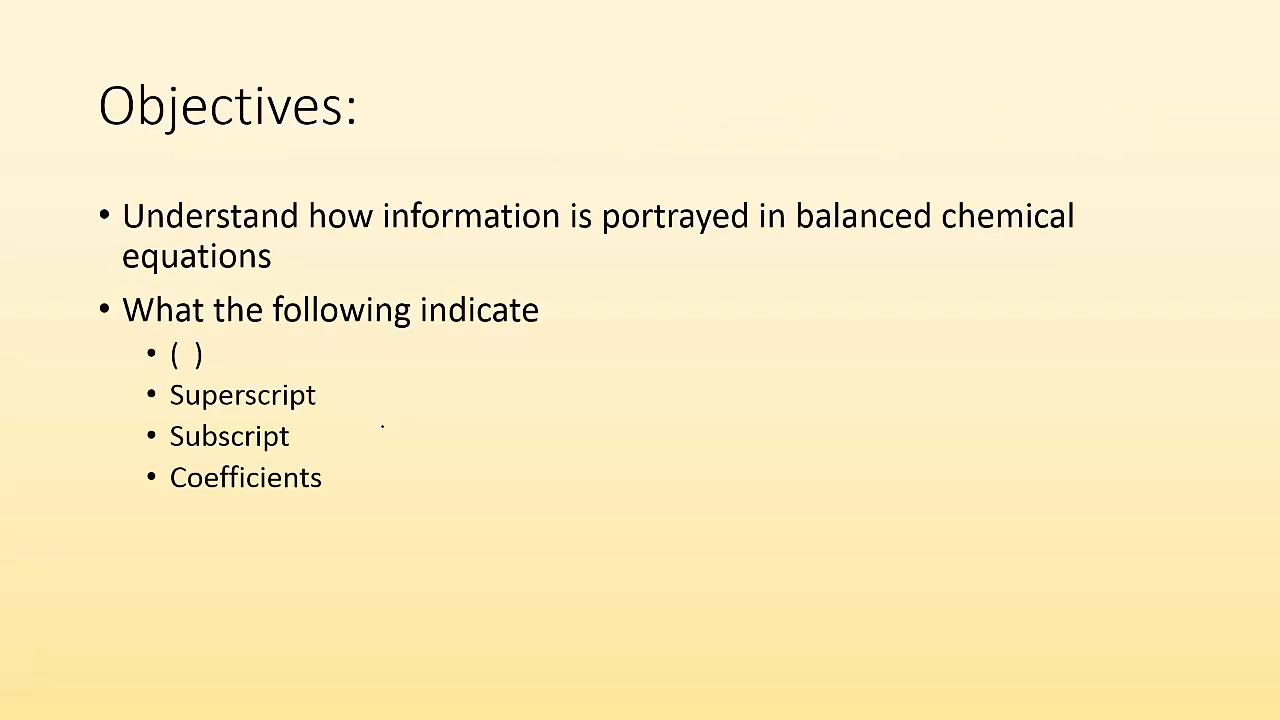 Objectives:
• Understand how information is portrayed in balanced chemical
equations
• What the following indicate
• ( )
• Superscript
• Subscript
• Coefficients